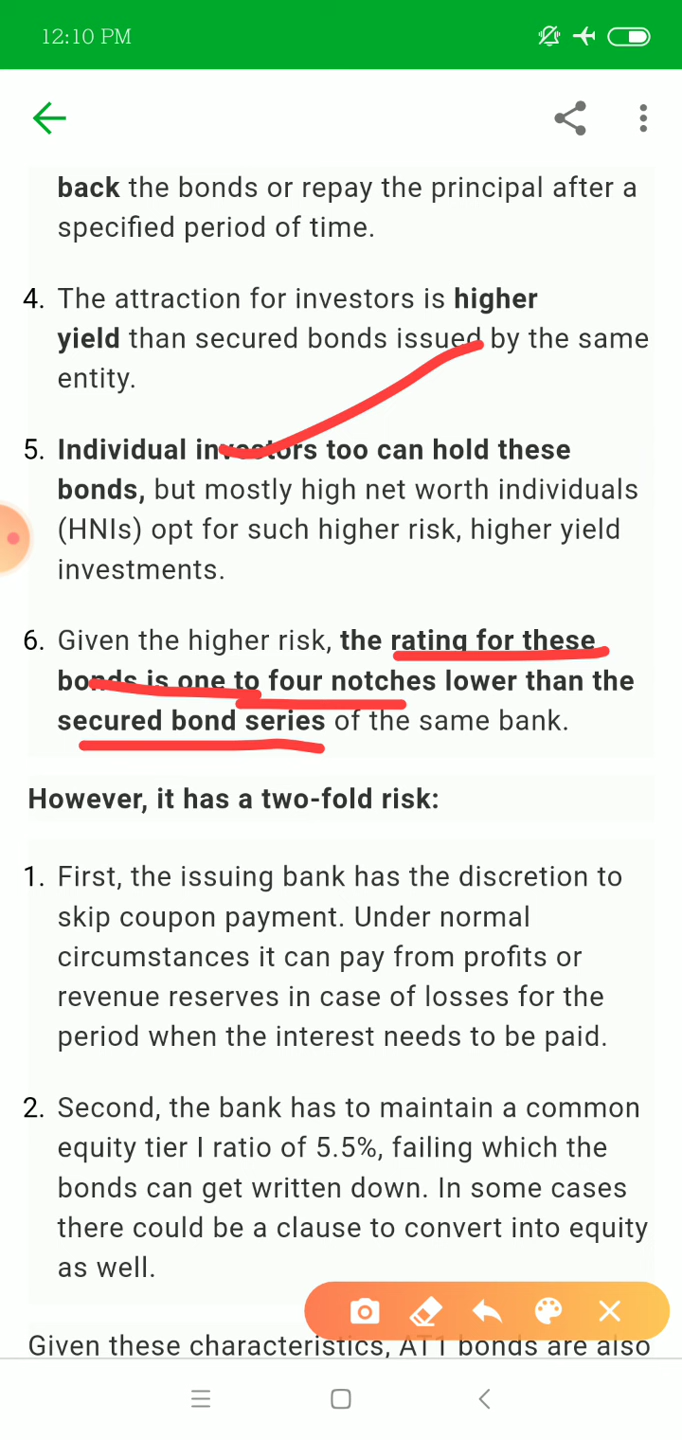 12:10 PM
back the bonds or repay the principal after a
specified period of time.
4. The attraction for investors is higher
yield than secured bonds issued by the same
entity.
5. Individual investors too can hold these
bonds, but mostly high net worth individuals
(HNIs) opt for such higher risk, higher yield
investments.
6. Given the higher risk, the rating for these
bonds is one to four notches lower than the
secured bond series of the same bank.
However, it has a two-fold risk:
1. First, the issuing bank has the discretion to
skip coupon payment. Under normal
circumstances it can pay from profits or
revenue reserves in case of losses for the
period when the interest needs to be paid.
2. Second, the bank has to maintain a common
equity tier I ratio of 5.5%, failing which the
bonds can get written down. In some cases
there could be a clause to convert into equity
as well.
Given these characteristics, AT1 bonds are also